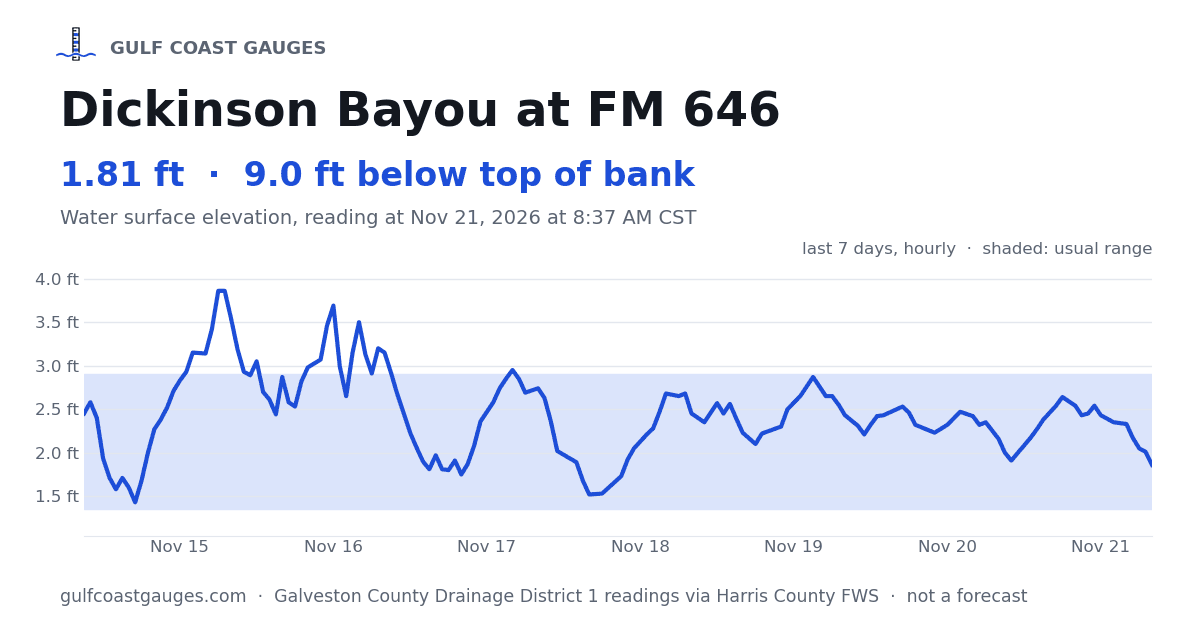 GULF COAST GAUGES
Dickinson Bayou at FM 646
1.81 ft · 9.0 ft below top of bank
Water surface elevation, reading at Nov 21, 2026 at 8:37 AM CST
last 7 days, hourly · shaded: usual range
4.0 ft
3.5 ft
3.0 ft
2.5 ft
2.0 ft
1.5 ft
Nov 15 Nov 16 Nov 17 Nov 18 Nov 19 Nov 20 Nov 21
gulfcoastgauges.com · Galveston County Drainage District 1 readings via Harris County FWS · not a forecast